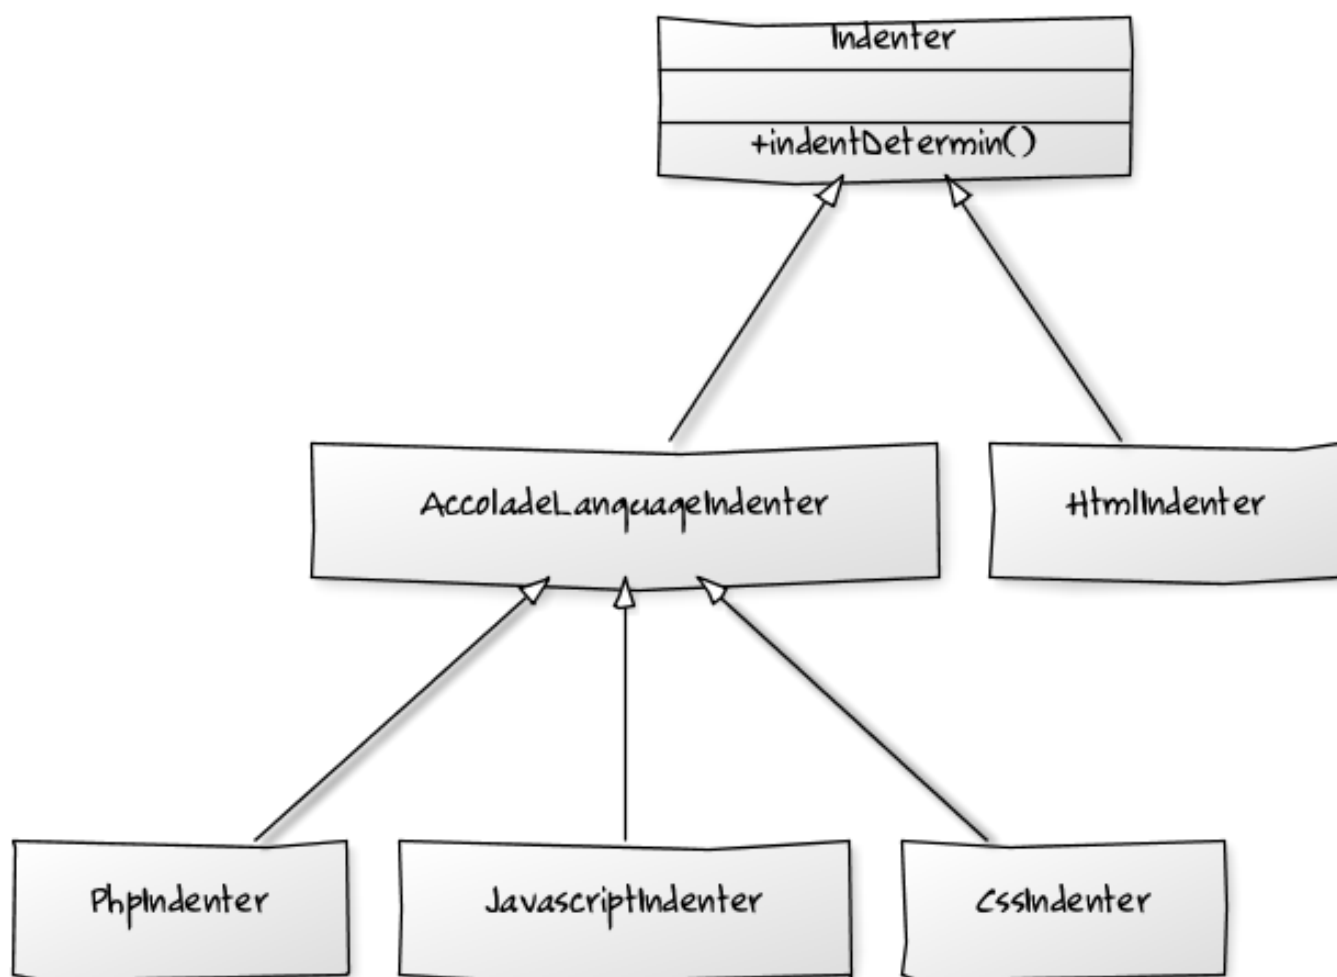 Indenter
+indentDetermin()
AccoladeLanguageIndenter
HtmlIndenter
PhpIndenter
JavascriptIndenter
CssIndenter